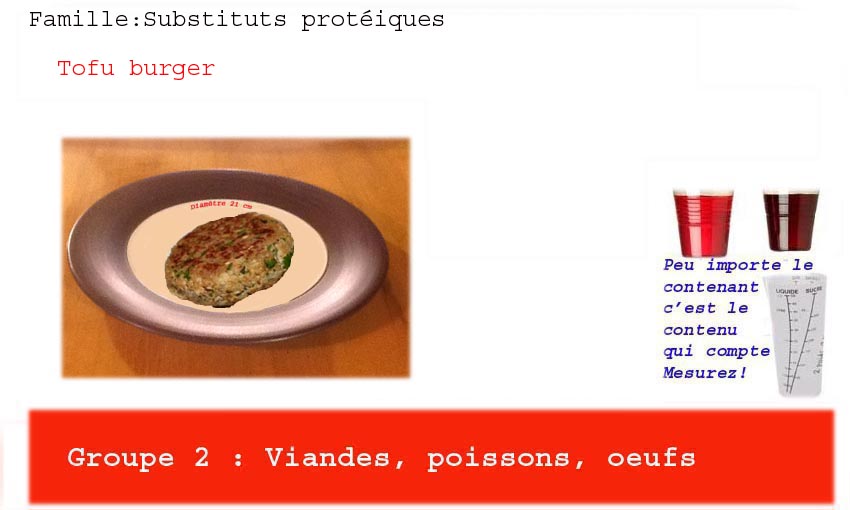 Famille:Substituts protéiques
Tofu burger
Diamètre 21 cm
Peu importe le
contenant
c'est le
contenu
qui compte
Mesurez!
LIQUIDE SUCRE
Groupe 2 : Viandes, poissons, oeufs